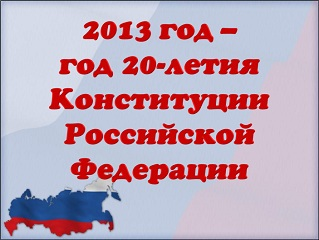 2013 год –
год 20-летия
Конституции
Российской
Федерации